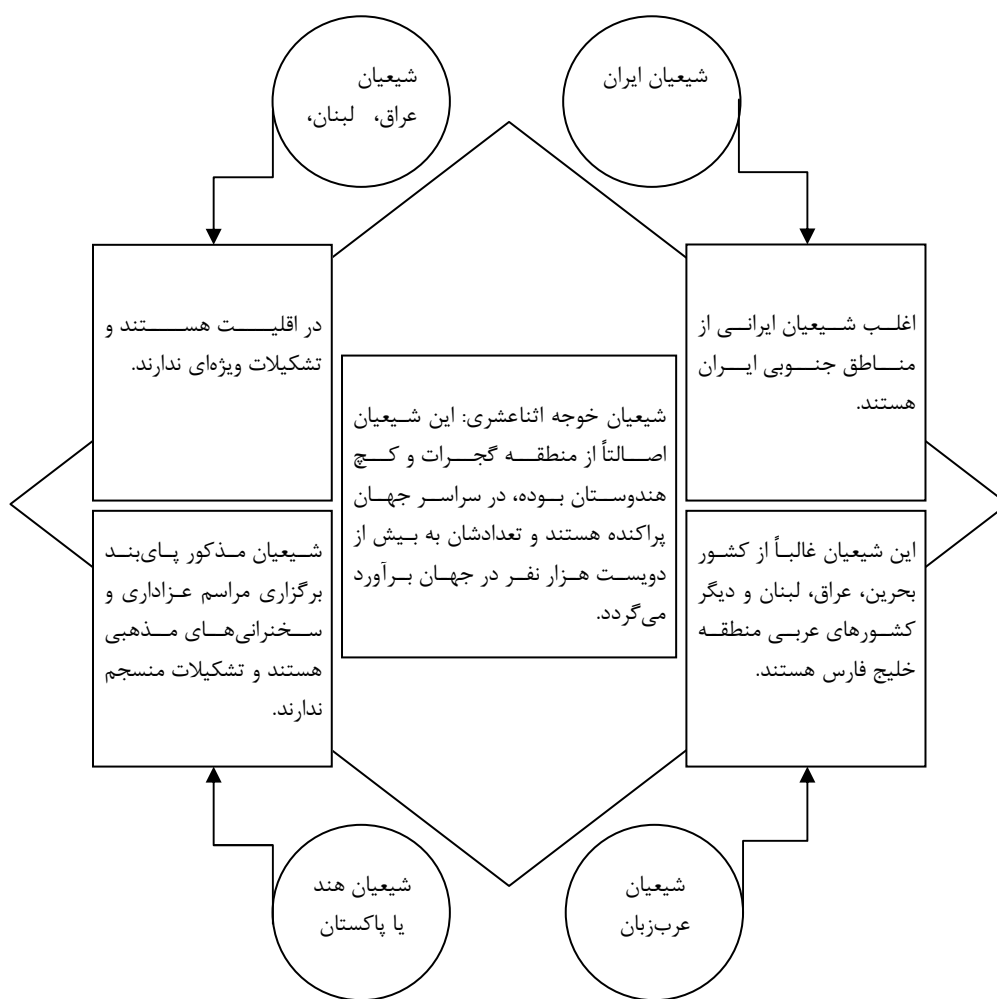 شیعیان ایران
شیعیان
عراق، لبنان،
اغلب شیعیان ایرانی از
مناطق جنوبی ایران
هستند.
در اقلیت هستند و
تشکیلات ویژه‌ای ندارند.
شیعیان خوجه اثناعشری: این شیعیان
اصالتاً از منطقه گجرات و کچ
هندوستان بوده، در سراسر جهان
پراکنده هستند و تعدادشان به بیش از
دویست هزار نفر در جهان برآورد
می‌گردد.
این شیعیان غالباً از کشور
بحرین، عراق، لبنان و دیگر
کشورهای عربی منطقه
خلیج فارس هستند.
شیعیان مذکور پای‌بند
برگزاری مراسم عزاداری و
سخنرانی‌های مذهبی
هستند و تشکیلات منسجم
ندارند.
شیعیان
عرب‌زبان
شیعیان هند
یا پاکستان